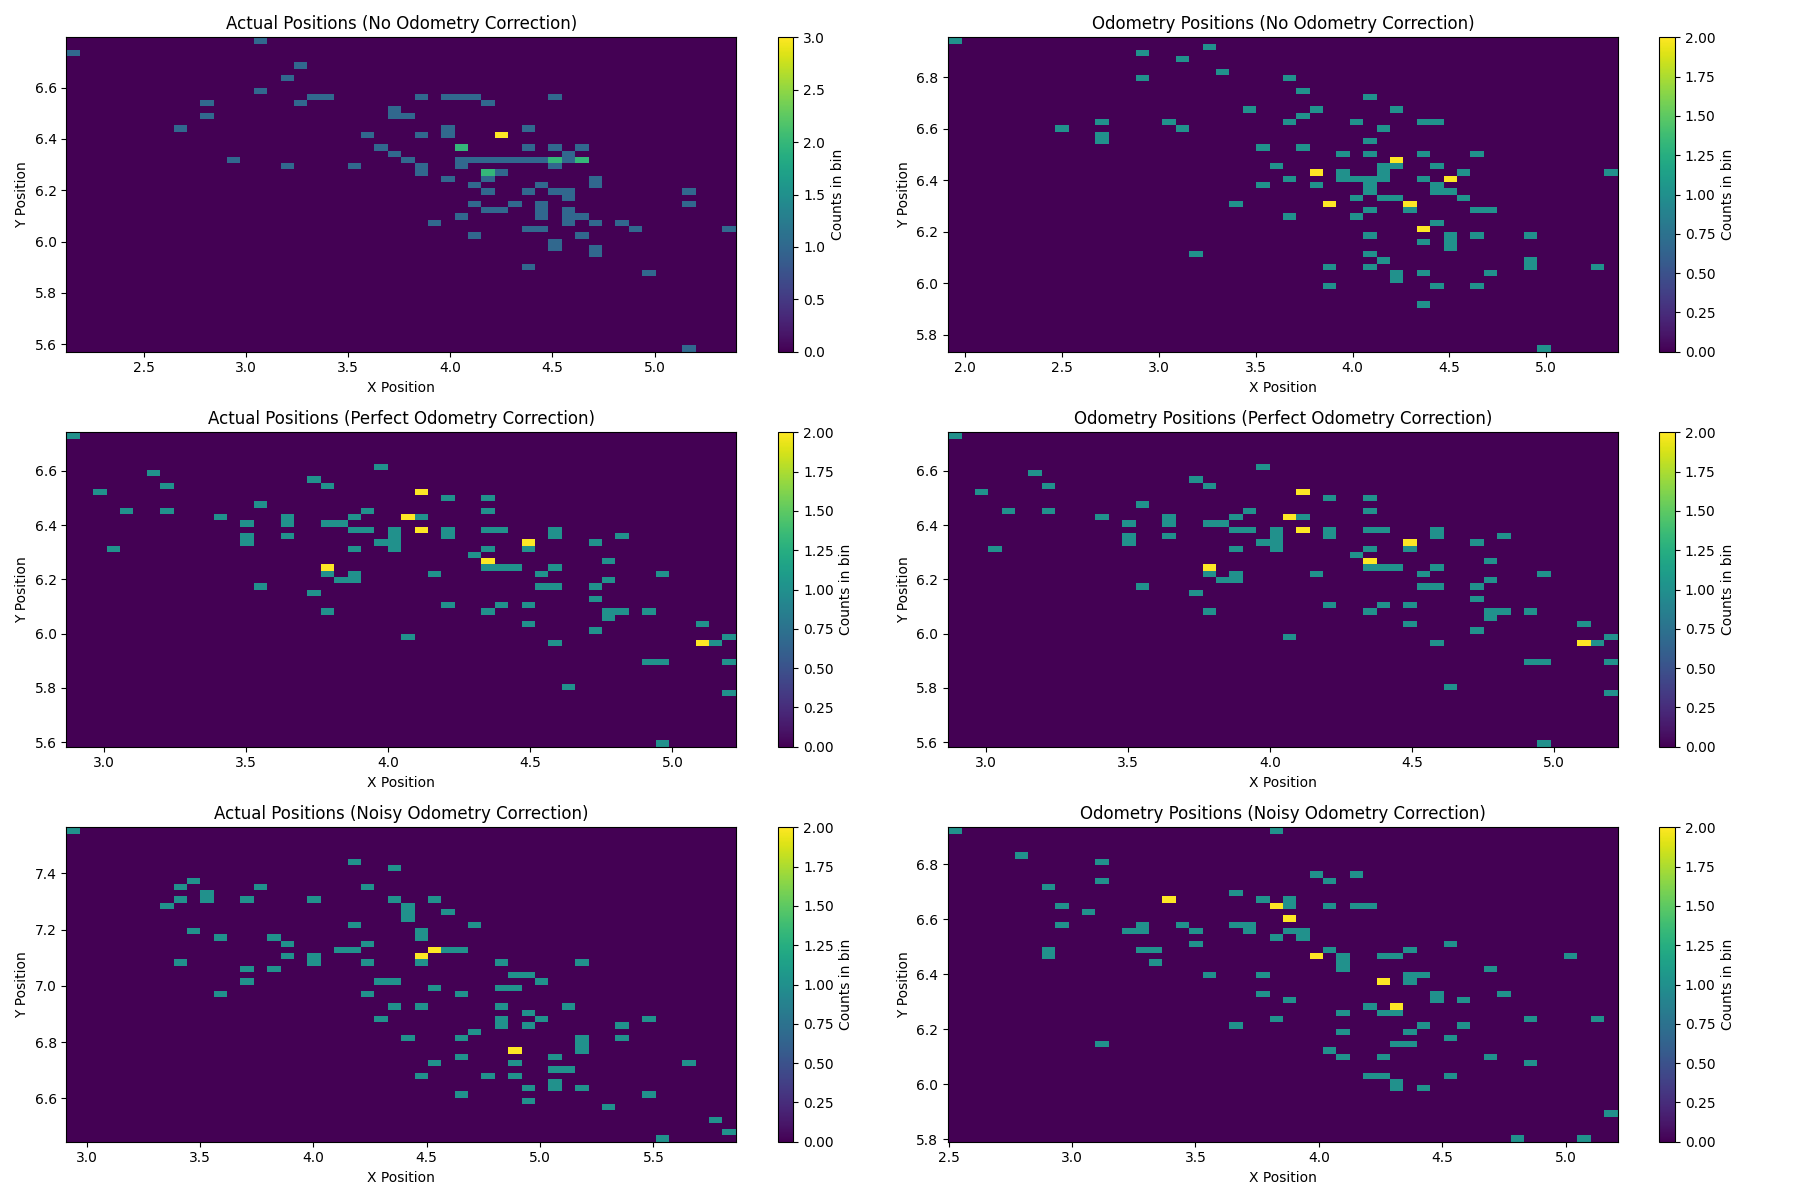 Actual Positions (No Odometry Correction)
Y Position
6.6
6.4
6.2
6.0
5.8
5.6
2.5 3.0 3.5 4.0 4.5 5.0
X Position
3.0
2.5
2.0
1.5
1.0
0.5
0.0
Counts in bin
Odometry Positions (No Odometry Correction)
Y Position
6.8
6.6
6.4
6.2
6.0
5.8
2.0 2.5 3.0 3.5 4.0 4.5 5.0
X Position
2.00
1.75
1.50
1.25
1.00
0.75
0.50
0.25
0.00
Counts in bin
Actual Positions (Perfect Odometry Correction)
Y Position
6.6
6.4
6.2
6.0
5.8
5.6
3.0 3.5 4.0 4.5 5.0
X Position
2.00
1.75
1.50
1.25
1.00
0.75
0.50
0.25
0.00
Counts in bin
Odometry Positions (Perfect Odometry Correction)
Y Position
6.6
6.4
6.2
6.0
5.8
5.6
3.0 3.5 4.0 4.5 5.0
X Position
2.00
1.75
1.50
1.25
1.00
0.75
0.50
0.25
0.00
Counts in bin
Actual Positions (Noisy Odometry Correction)
Y Position
7.4
7.2
7.0
6.8
6.6
3.0 3.5 4.0 4.5 5.0 5.5
X Position
2.00
1.75
1.50
1.25
1.00
0.75
0.50
0.25
0.00
Counts in bin
Odometry Positions (Noisy Odometry Correction)
Y Position
6.8
6.6
6.4
6.2
6.0
5.8
2.5 3.0 3.5 4.0 4.5 5.0
X Position
2.00
1.75
1.50
1.25
1.00
0.75
0.50
0.25
0.00
Counts in bin